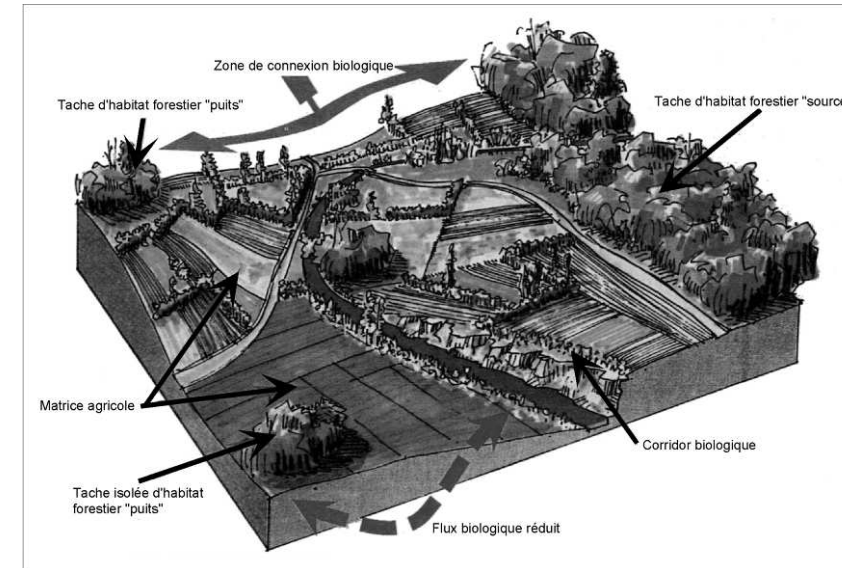 Zone de connexion biologique
Tache d'habitat forestier "puits"
Tache d'habitat forestier "source
Matrice agricole
Corridor biologique
Tache isolée d'habitat
forestier "puits"
Flux biologique réduit